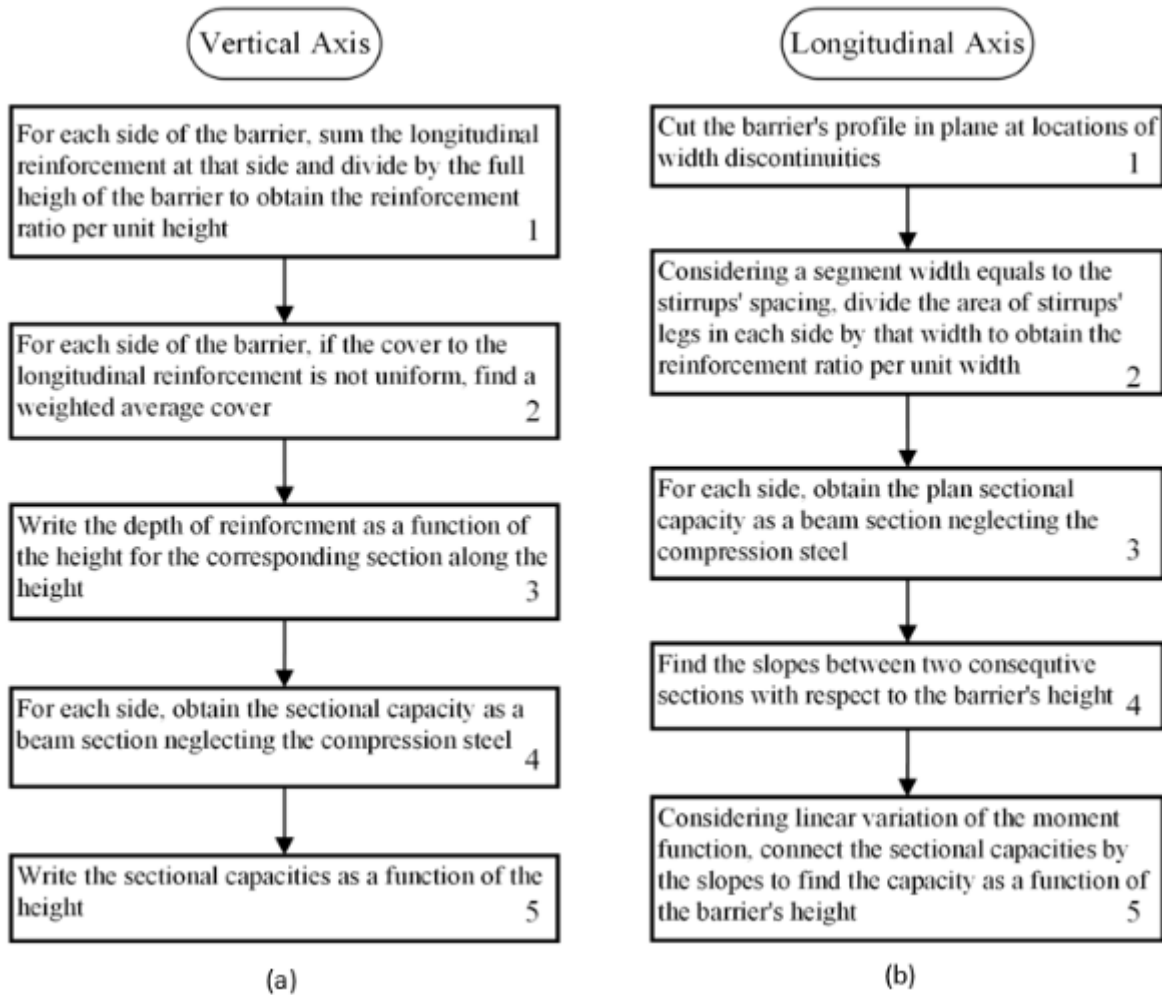 Vertical Axis
For each side of the barrier, sum the longitudinal
reinforcement at that side and divide by the full
heigh of the barrier to obtain the reinforcement
ratio per unit height
1
For each side of the barrier, if the cover to the
longitudinal reinforcement is not uniform, find a
weighted average cover
2
Write the depth of reinforcment as a function of
the height for the corresponding section along the
height
3
For each side, obtain the sectional capacity as a
beam section neglecting the compression steel
4
Write the sectional capacities as a function of the
height
5
(a)
Longitudinal Axis
Cut the barrier's profile in plane at locations of
width discontinuities
1
Considering a segment width equals to the
stirrups' spacing, divide the area of stirrups'
legs in each side by that width to obtain the
reinforcement ratio per unit width
2
For each side, obtain the plan sectional
capacity as a beam section neglecting the
compression steel
3
Find the slopes between two consequtive
sections with respect to the barrier's height
4
Considering linear variation of the moment
function, connect the sectional capacities by
the slopes to find the capacity as a function of
the barrier's height
5
(b)